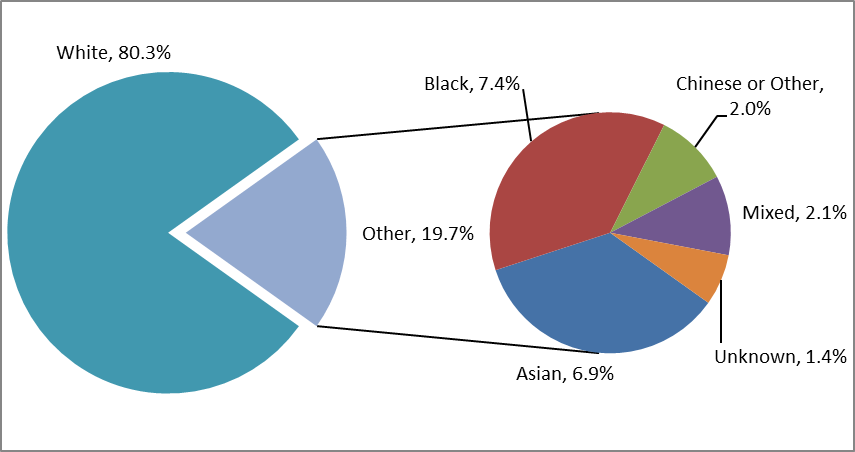 White, 80.3%
Black, 7.4%
Chinese or Other,
2.0%
Mixed, 2.1%
Other, 19.7%
Unknown, 1.4%
Asian, 6.9%